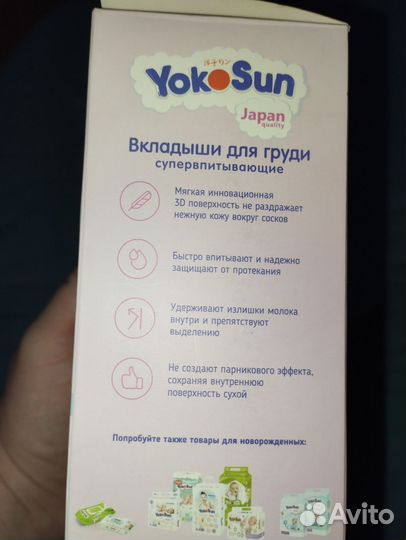 YokoSun
Japan
quality
Вкладыши для груди
супервпитывающие
Мягкая инновационная
3D поверхность не раздражает
нежную кожу вокруг сосков
Быстро впитывают и надежно
защищают от протекания
Удерживают излишки молока
внутри и препятствуют
выделению
Не создают парникового эффекта,
сохраняя внутреннюю
поверхность сухой
Попробуйте также товары для новорожденных:
Avito